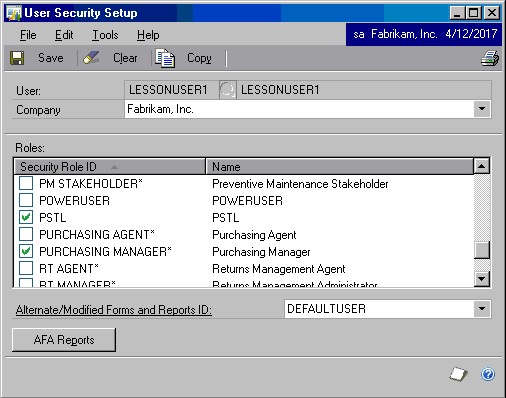 User Security Setup
File Edit Tools Help
sa Fabrikam, Inc. 4/12/2017
Save Clear Copy
User: LESSONUSER1 LESSONUSER1
Company Fabrikam, Inc.
Roles:
Security Role ID Name
PM STAKEHOLDER* Preventive Maintenance Stakeholder
POWERUSER POWERUSER
PSTL PSTL
PURCHASING AGENT* Purchasing Agent
PURCHASING MANAGER* Purchasing Manager
RT AGENT* Returns Management Agent
RT MANAGER* Returns Management Administrator
Alternate/Modified Forms and Reports ID: DEFAULTUSER
AFA Reports